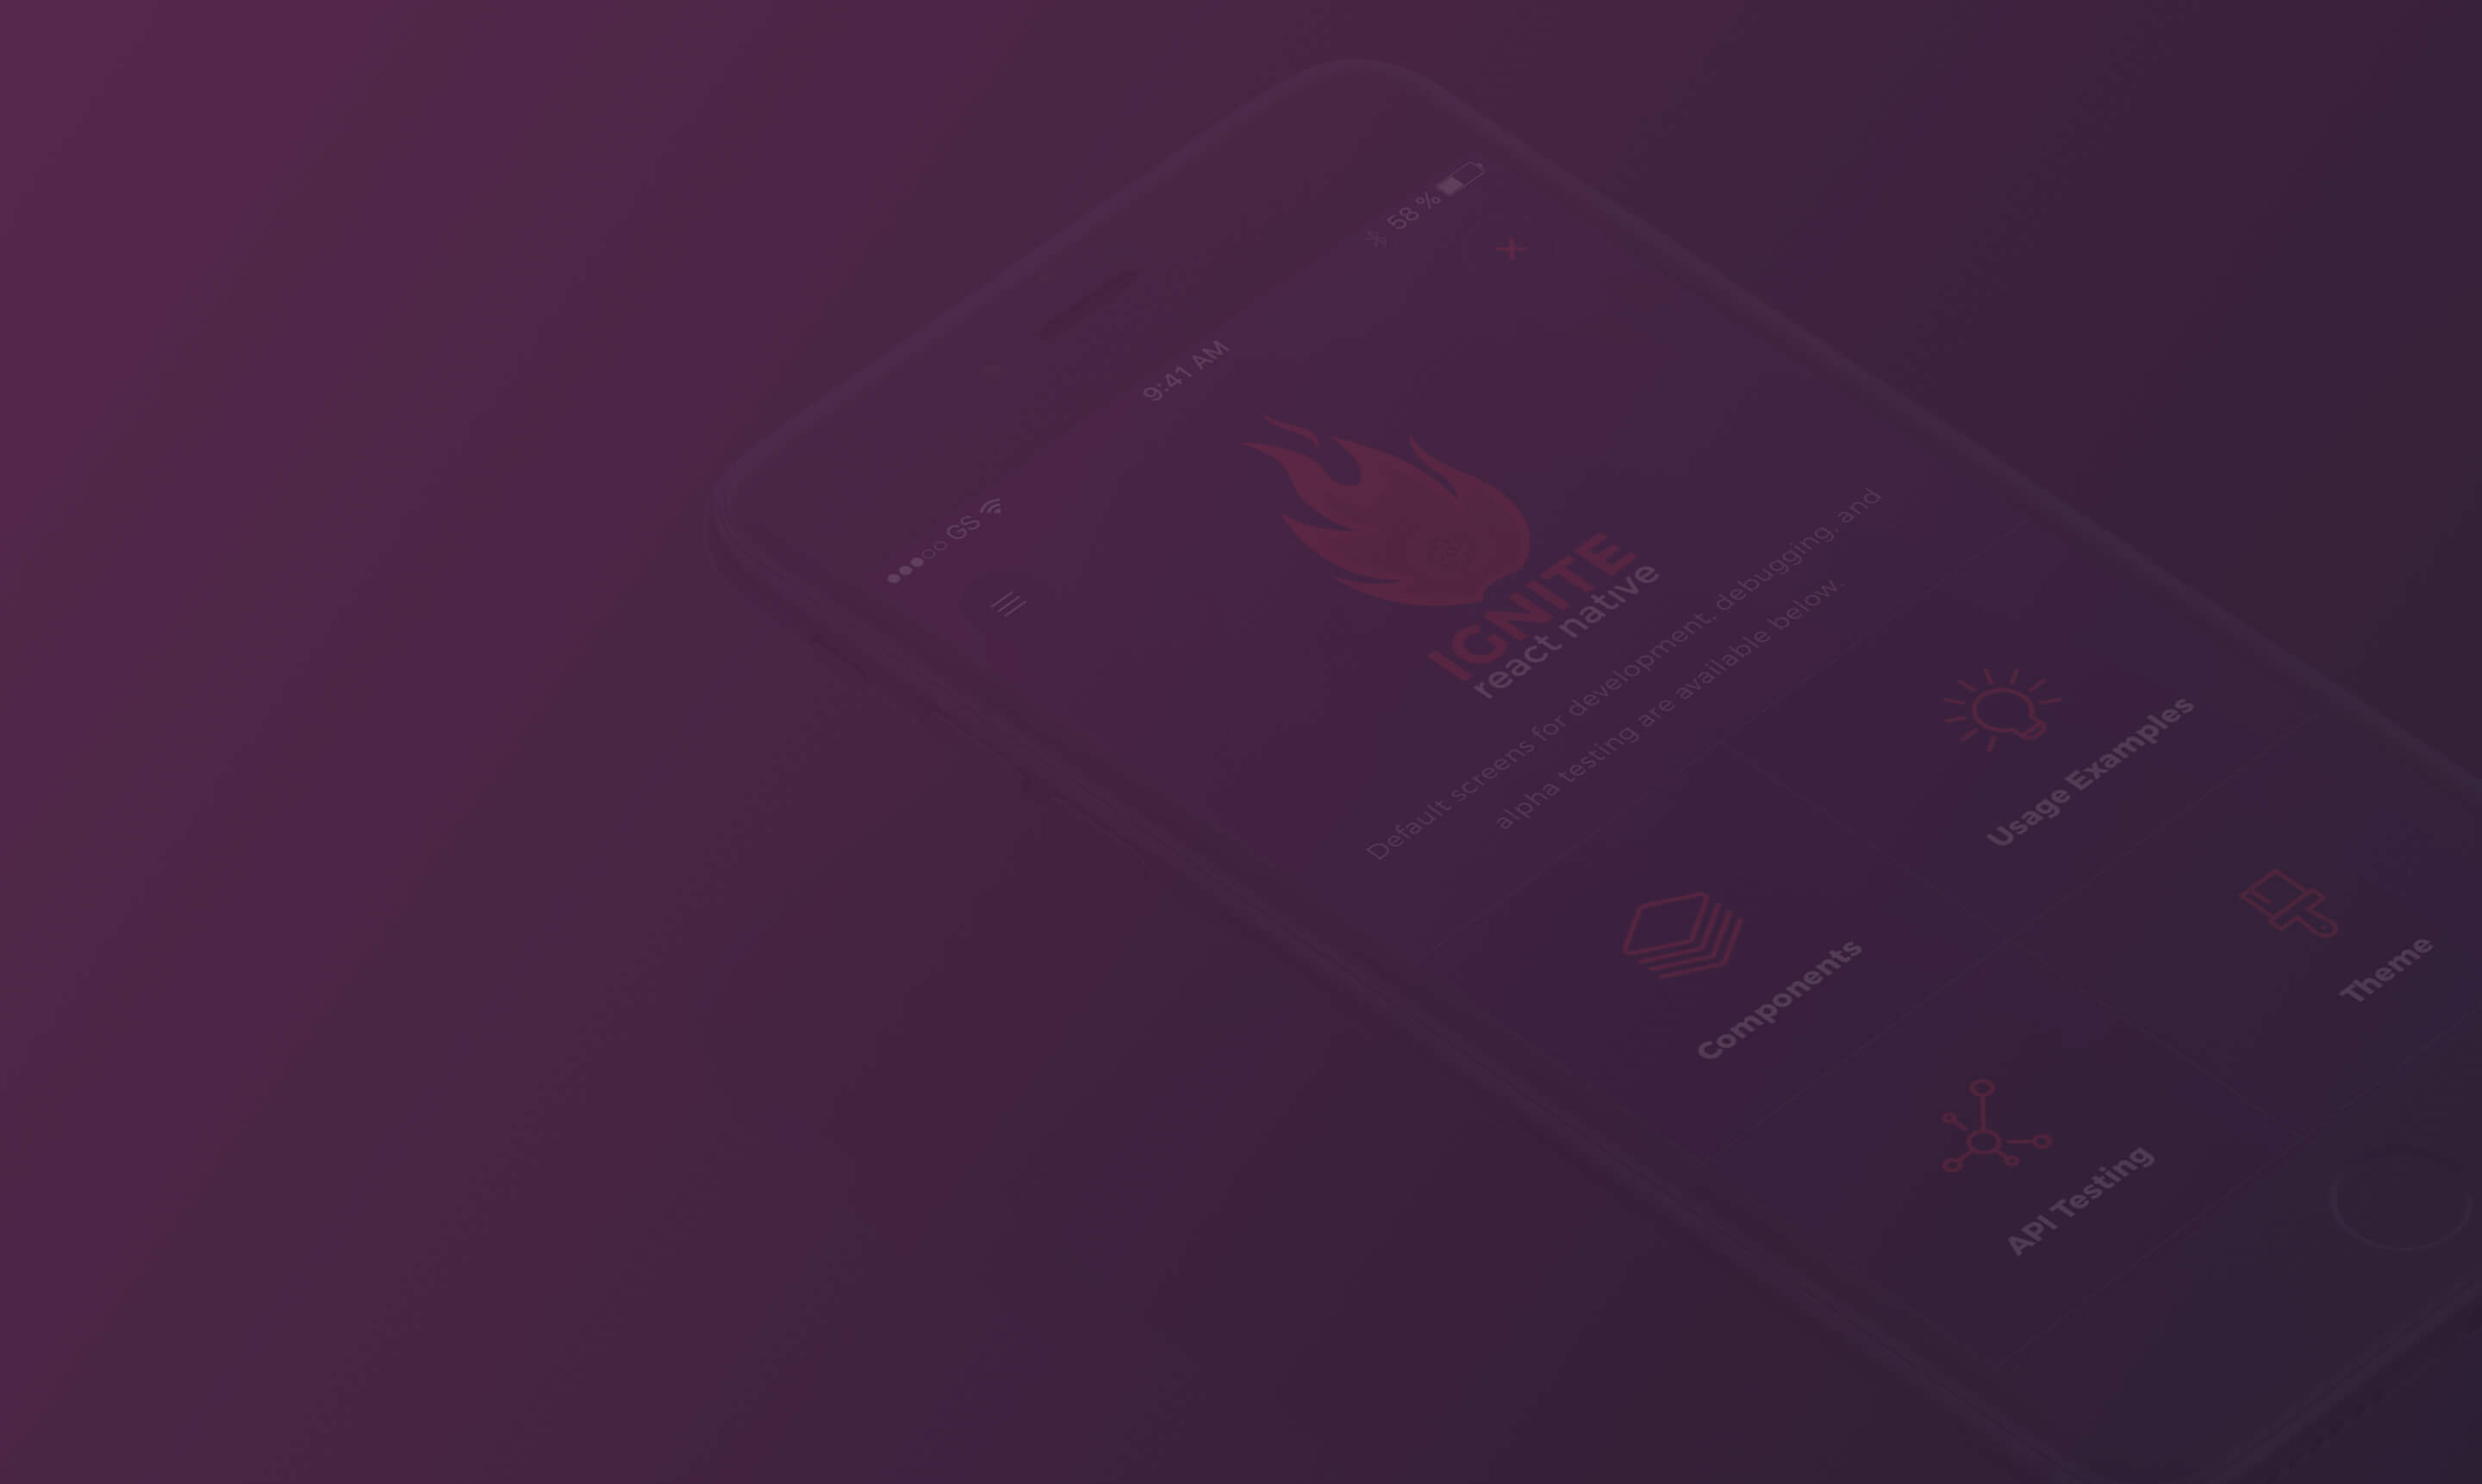 GS
9:41 AM
58 %
IGNITE
react native
Default screens for development, debugging, and
alpha testing are available below.
Components
Usage Examples
API Testing
Theme